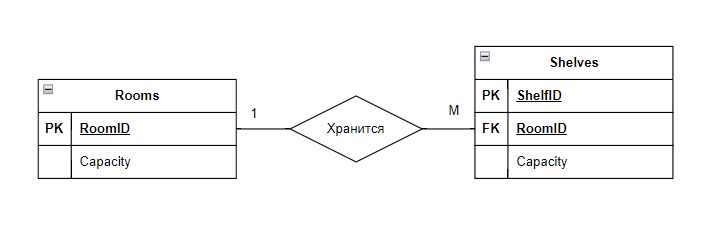 Rooms
PK RoomID
Capacity
1
Хранится
M
Shelves
PK ShelfID
FK RoomID
Capacity